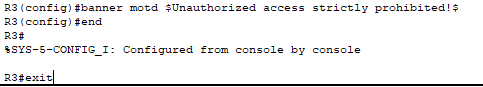 R3(config)#banner motd $Unauthorized access strictly prohibited!$
R3(config)#end
R3#
%SYS-5-CONFIG_I: Configured from console by console
R3#exit